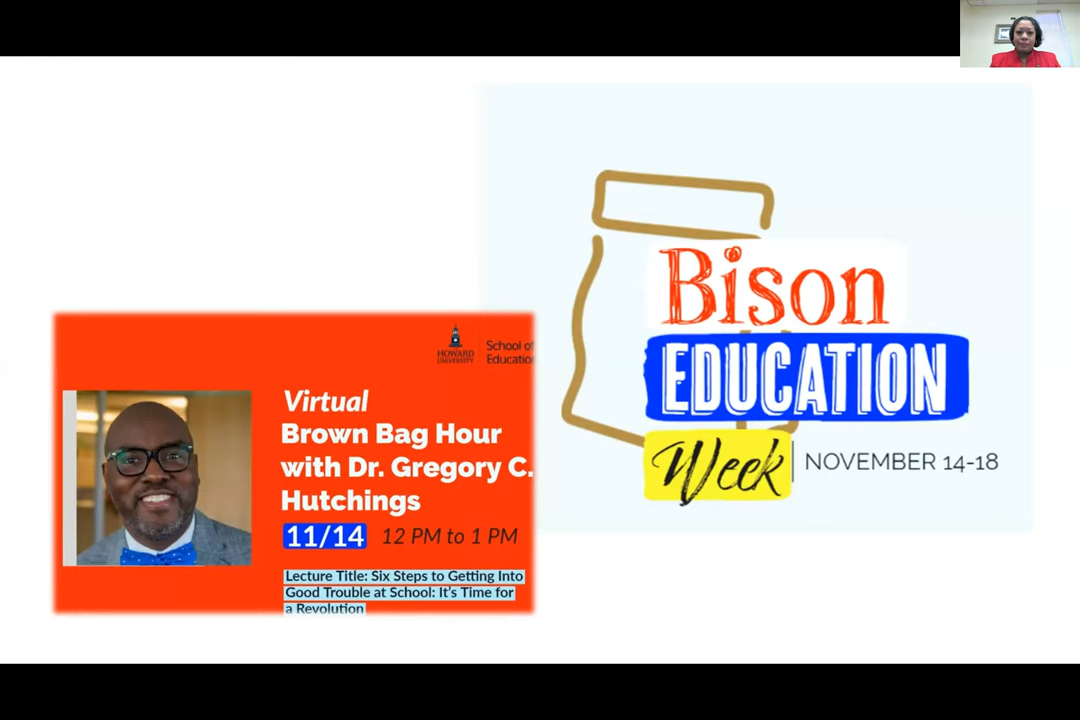 HOWARD
UNIVERSITY
School of
Education
Virtual
Brown Bag Hour
with Dr. Gregory C.
Hutchings
11/14 12 PM to 1 PM
Lecture Title: Six Steps to Getting Into
Good Trouble at School: It's Time for
a Revolution
Bison
EDUCATION
Week | NOVEMBER 14-18